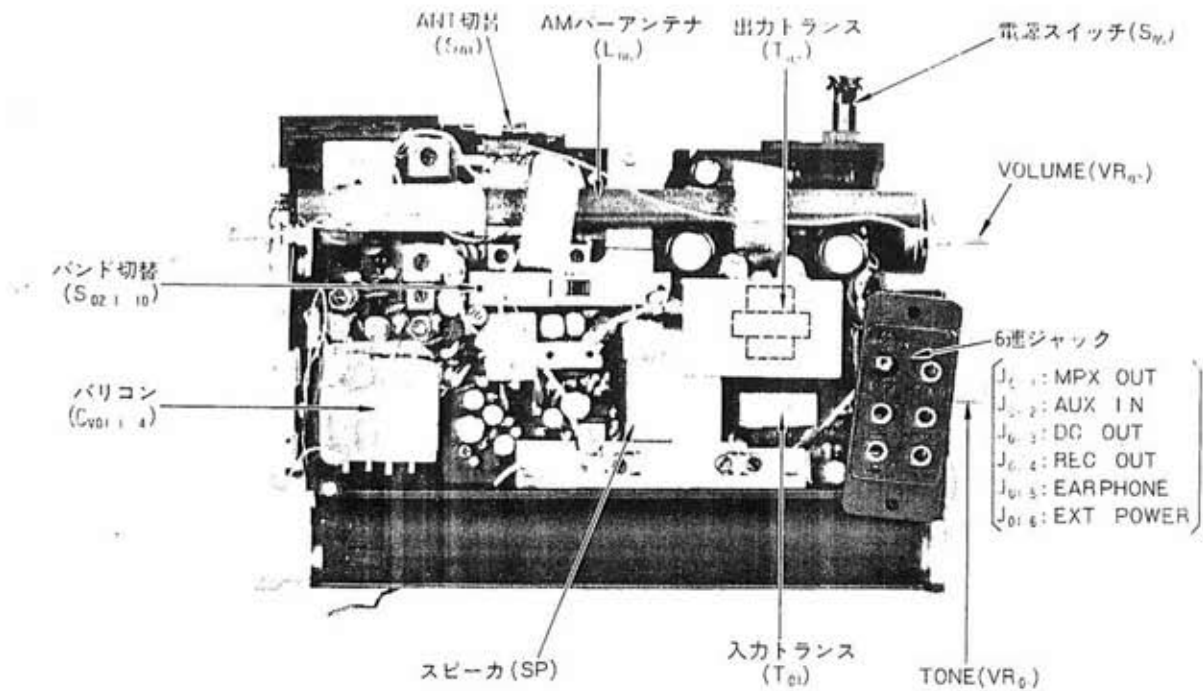 ANT切替
AMバーアンテナ
出力トランス
電源スイッチ
VOLUME
バンド切替
バリコン
6連ジャック
MPX OUT
AUX IN
DC OUT
REC OUT
EARPHONE
EXT POWER
スピーカ(SP)
入力トランス
(T01)
TONE